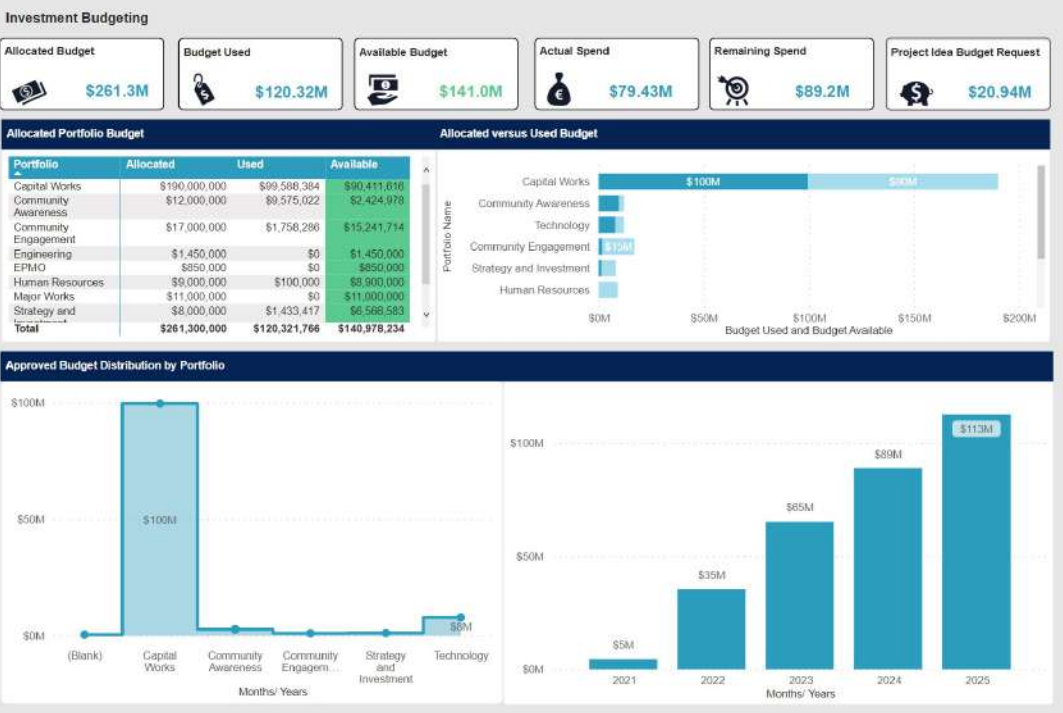 Investment Budgeting
Allocated Budget
$261.3M
Budget Used
$120.32M
Available Budget
$141.0M
Actual Spend
$79.43M
Remaining Spend
$89.2M
Project Idea Budget Request
$20.94M
Allocated Portfolio Budget
Portfolio Allocated Used Available
Capital Works $190,000,000 $99,588,384 $90,411,616
Community $12,000,000 $9,575,022 $2,424,978
Awareness
Community $17,000,000 $1,758,286 $15,241,714
Engagement
Engineering $1,450,000 $0 $1,450,000
EPMO $850,000 $0 $850,000
Human Resources $9,000,000 $100,000 $8,900,000
Major Works $11,000,000 $0 $11,000,000
Strategy and $8,000,000 $1,433,417 $6,566,583
Total $261,300,000 $120,321,766 $140,978,234
Allocated versus Used Budget
Portfolio Name
Capital Works $100M $90M
Community Awareness
Technology
Community Engagement $15M
Strategy and Investment
Human Resources
$0M $50M $100M $150M $200M
Budget Used and Budget Available
Approved Budget Distribution by Portfolio
$100M
$50M
$0M
$100M
$8M
(Blank)
Capital
Works
Community
Awareness
Community
Engagem...
Strategy
and
Investment
Technology
Months/ Years
$100M
$50M
$0M
$5M
$35M
$65M
$89M
$113M
2021 2022 2023 2024 2025
Months/ Years